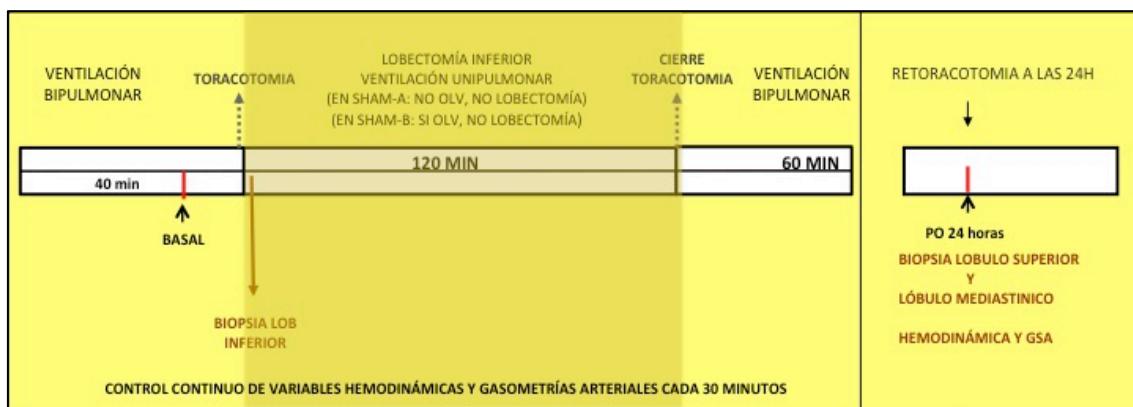 VENTILACIÓN
BIPULMONAR
TORACOTOMIA
LOBECTOMÍA INFERIOR
VENTILACIÓN UNIPULMONAR
(EN SHAM-A: NO OLV, NO LOBECTOMÍA)
(EN SHAM-B: SI OLV, NO LOBECTOMÍA)
CIERRE
TORACOTOMIA
VENTILACIÓN
BIPULMONAR
RETORACOTOMIA A LAS 24H
40 min
120 MIN
60 MIN
BASAL
BIOPSIA LOB
INFERIOR
PO 24 horas
BIOPSIA LOBULO SUPERIOR
Y
LÓBULO MEDIASTINICO
HEMODINÁMICA Y GSA
CONTROL CONTINUO DE VARIABLES HEMODINÁMICAS Y GASOMETRÍAS ARTERIALES CADA 30 MINUTOS